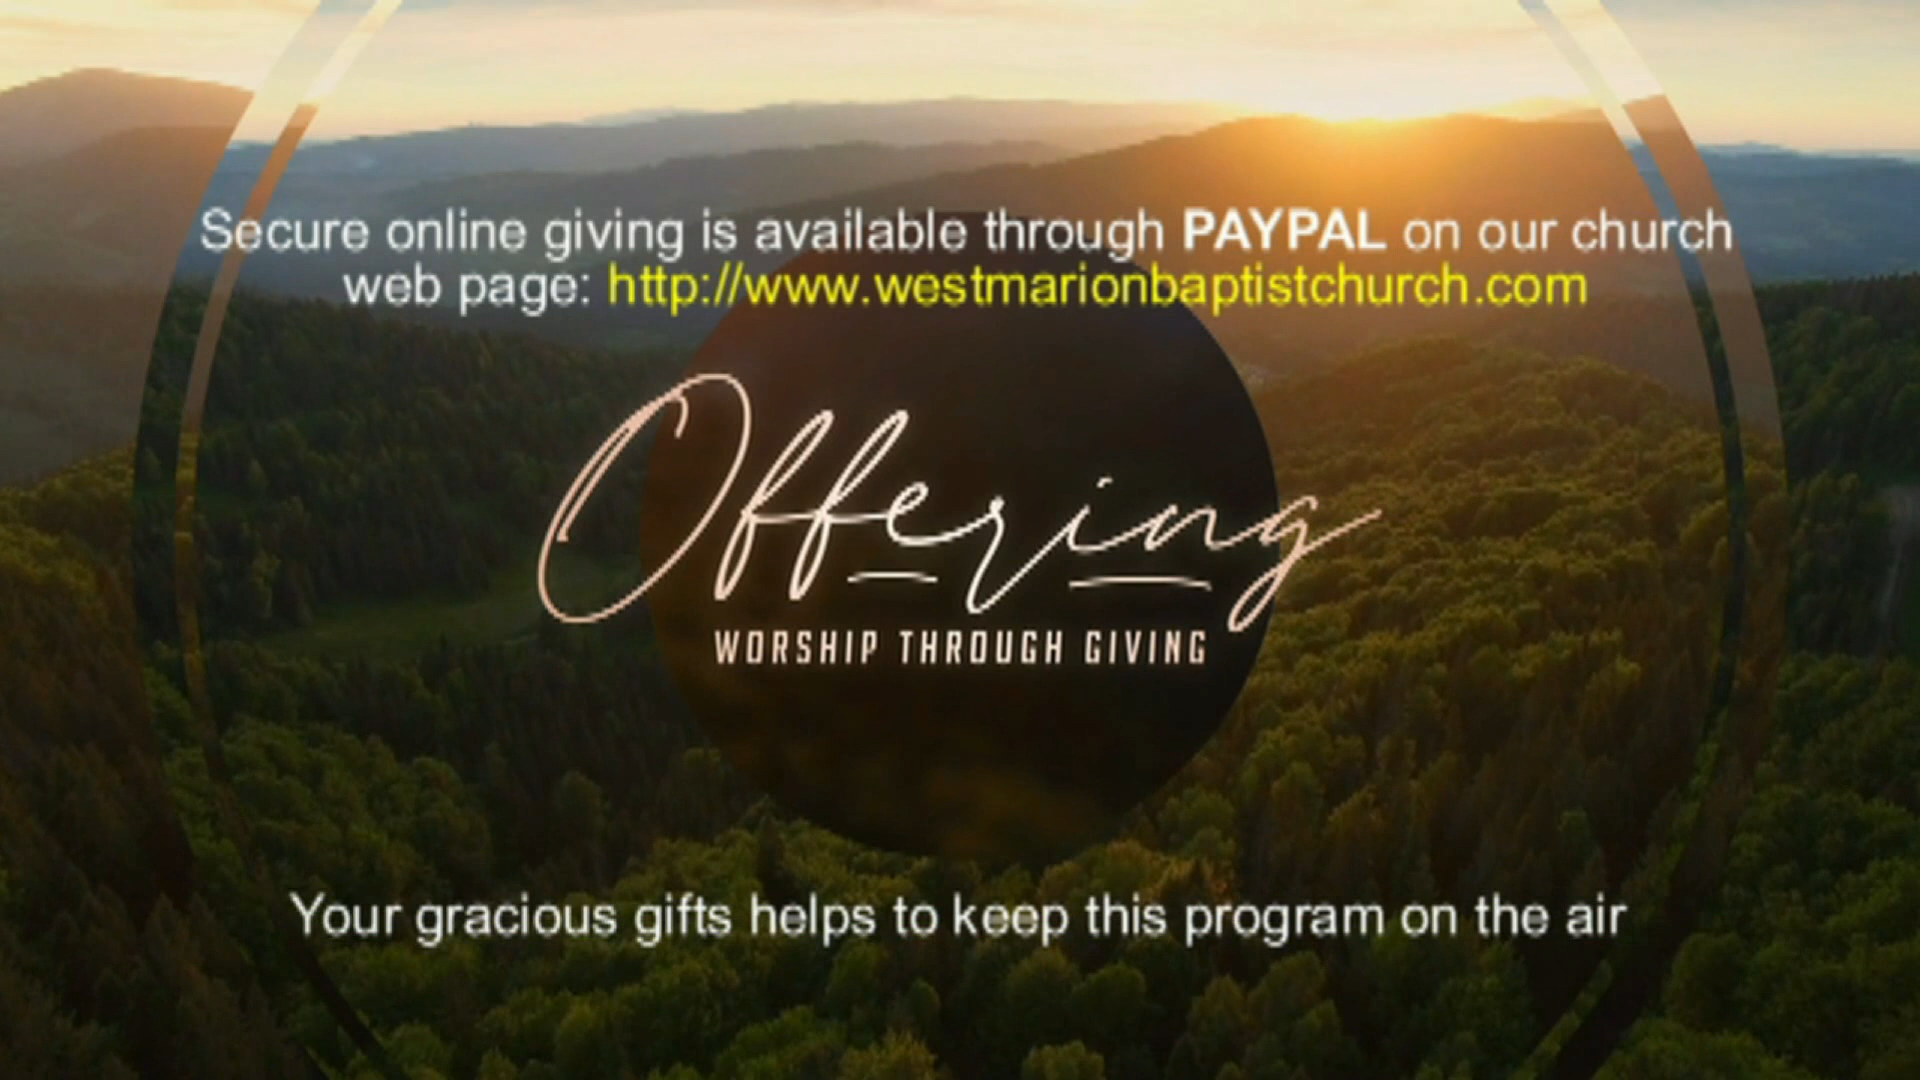 Secure online giving is available through PAYPAL on our church
web page: http://www.westmarionbaptistchurch.com
Offering
WORSHIP THROUGH GIVING
Your gracious gifts helps to keep this program on the air